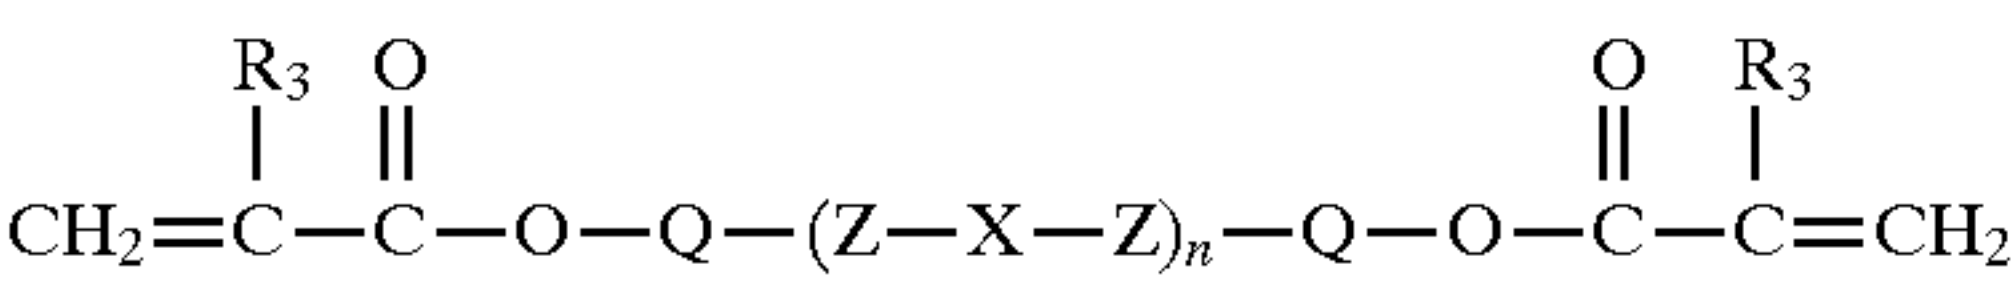 R3 O O R3
CH2=C—C—O—Q—(Z—X—Z)n—Q—O—C—C=CH2